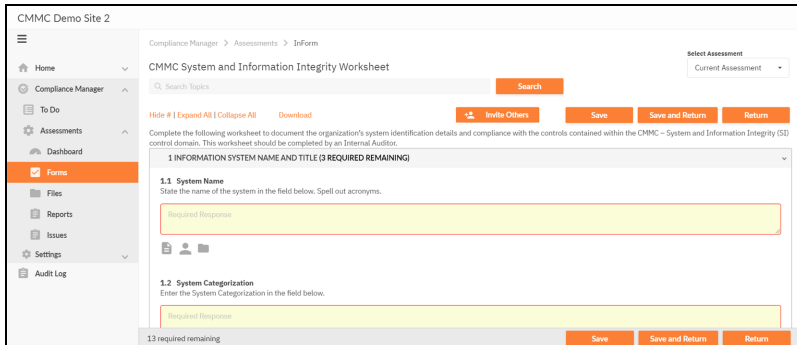 CMMC Demo Site 2
Compliance Manager > Assessments > InForm
Select Assessment
Home
CMMC System and Information Integrity Worksheet
Current Assessment
Compliance Manager
Search Topics
Search
To Do
Hide # | Expand All | Collapse All
Download
Invite Others
Save
Save and Return
Return
Assessments
Complete the following worksheet to document the organization's system identification details and compliance with the controls contained within the CMMC – System and Information Integrity (SI)
control domain. This worksheet should be completed by an Internal Auditor.
Dashboard
1 INFORMATION SYSTEM NAME AND TITLE (3 REQUIRED REMAINING)
Forms
1.1 System Name
State the name of the system in the field below. Spell out acronyms.
Files
Required Response
Reports
Issues
Settings
Audit Log
1.2 System Categorization
Enter the System Categorization in the field below.
Required Response
13 required remaining
Save
Save and Return
Return